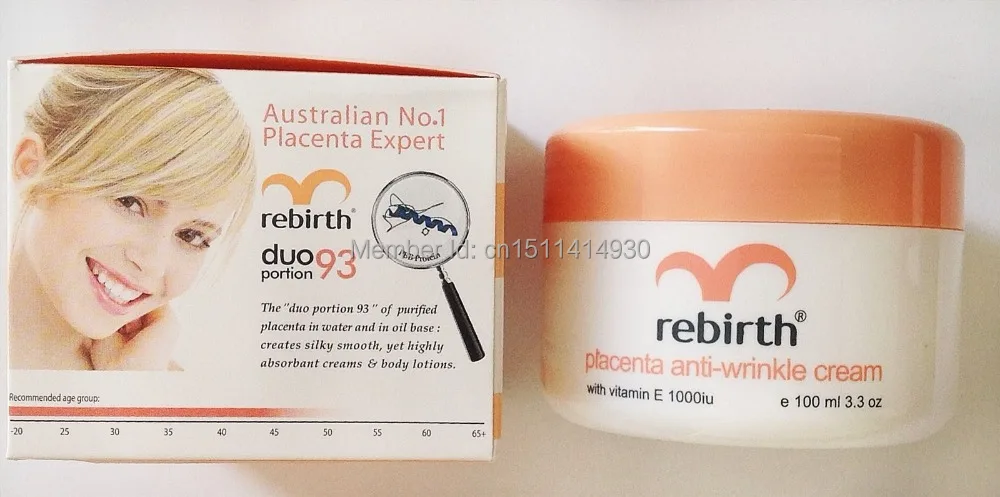 Australian No.1
Placenta Expert
rebirth®
duo
portion 93
The "duo portion 93" of purified
placenta in water and in oil base :
creates silky smooth, yet highly
absorbant creams & body lotions.
Recommended age group:
-20 25 30 35 40 45 50 55 60 65+
Member Id: cn1511414930
rebirth®
placenta anti-wrinkle cream
with vitamin E 1000iu
e 100 ml 3.3 oz